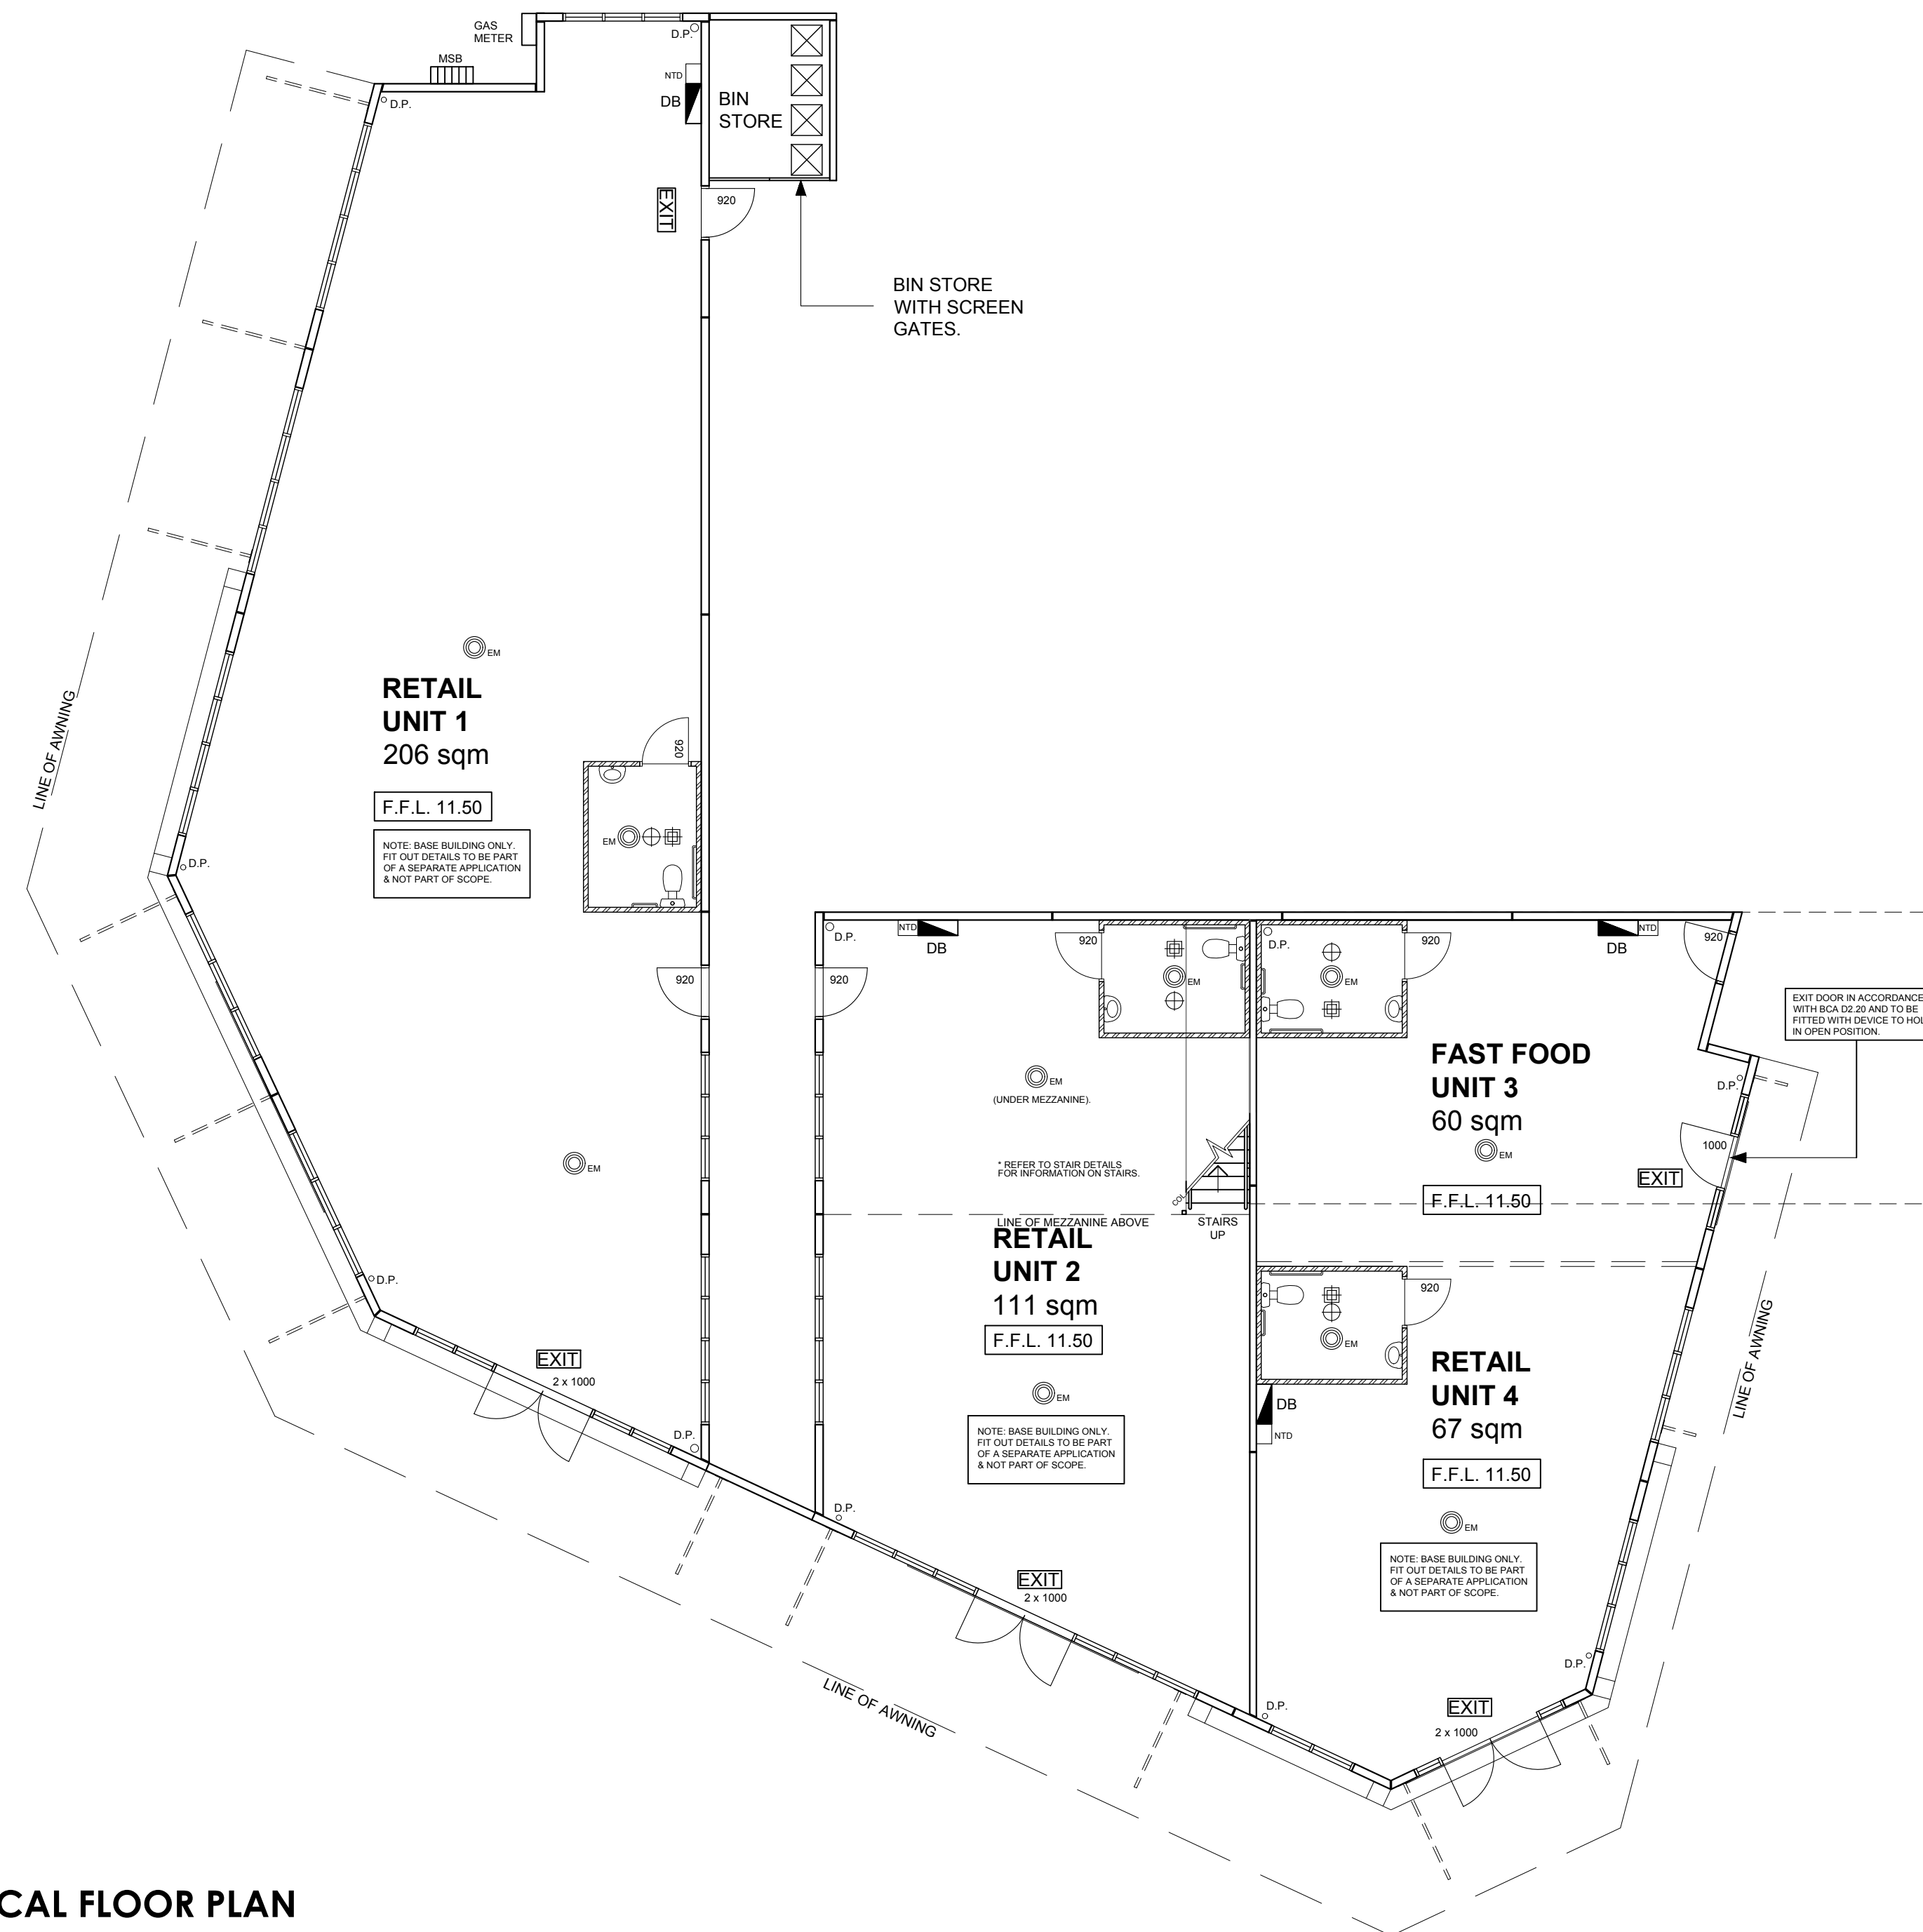 GAS
METER
MSB
D.P.
D.P.
NTD
DB
BIN
STORE
EXIT
920
BIN STORE
WITH SCREEN
GATES.
LINE OF AWNING
EM
RETAIL
UNIT 1
206 sqm
F.F.L. 11.50
NOTE: BASE BUILDING ONLY.
FIT OUT DETAILS TO BE PART
OF A SEPARATE APPLICATION
& NOT PART OF SCOPE.
920
EM
D.P.
920
920
D.P.
NTD
DB
920
EM
D.P.
920
EM
DB
NTD
920
EXIT DOOR IN ACCORDANCE
WITH BCA D2.20 AND TO BE
FITTED WITH DEVICE TO HOL
IN OPEN POSITION.
EM
(UNDER MEZZANINE).
FAST FOOD
UNIT 3
60 sqm
EM
D.P.
1000
EXIT
F.F.L. 11.50
EM
* REFER TO STAIR DETAILS
FOR INFORMATION ON STAIRS.
COL
LINE OF MEZZANINE ABOVE
STAIRS
UP
RETAIL
UNIT 2
111 sqm
F.F.L. 11.50
EM
NOTE: BASE BUILDING ONLY.
FIT OUT DETAILS TO BE PART
OF A SEPARATE APPLICATION
& NOT PART OF SCOPE.
D.P.
EXIT
2 x 1000
D.P.
D.P.
920
EM
RETAIL
UNIT 4
67 sqm
DB
NTD
F.F.L. 11.50
EM
NOTE: BASE BUILDING ONLY.
FIT OUT DETAILS TO BE PART
OF A SEPARATE APPLICATION
& NOT PART OF SCOPE.
LINE OF AWNING
EXIT
2 x 1000
LINE OF AWNING
D.P.
D.P.
EXIT
2 x 1000
CAL FLOOR PLAN